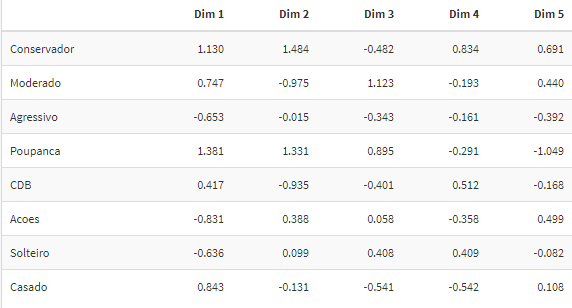 Dim 1 Dim 2 Dim 3 Dim 4 Dim 5
Conservador 1.130 1.484 -0.482 0.834 0.691
Moderado 0.747 -0.975 1.123 -0.193 0.440
Agressivo -0.653 -0.015 -0.343 -0.161 -0.392
Poupanca 1.381 1.331 0.895 -0.291 -1.049
CDB 0.417 -0.935 -0.401 0.512 -0.168
Acoes -0.831 0.388 0.058 -0.358 0.499
Solteiro -0.636 0.099 0.408 0.409 -0.082
Casado 0.843 -0.131 -0.541 -0.542 0.108